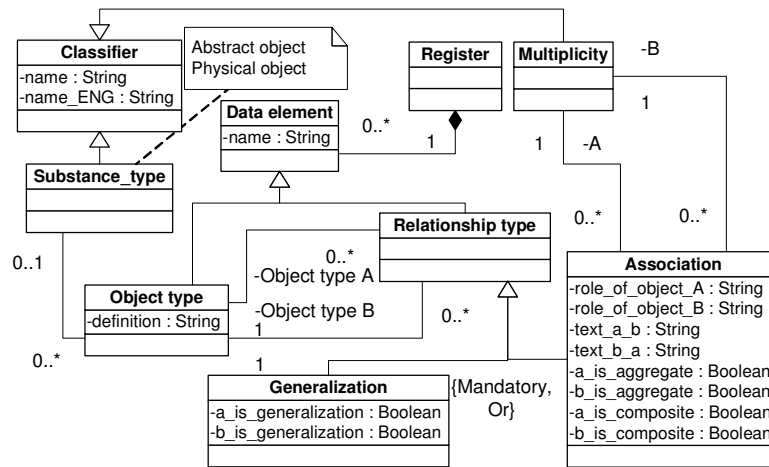 Classifier
-name : String
-name_ENG : String
Abstract object
Physical object
Register
Multiplicity
-B
1
Data element
-name : String
0..*
1
1
-A
Substance_type
0..*
0..*
0..1
Relationship type
0..*
-Object type A
Object type
-definition : String
-Object type B
1
0..*
0..*
1
Association
-role_of_object_A : String
-role_of_object_B : String
-text_a_b : String
-text_b_a : String
-a_is_aggregate : Boolean
-b_is_aggregate : Boolean
-a_is_composite : Boolean
-b_is_composite : Boolean
Generalization
-a_is_generalization : Boolean
-b_is_generalization : Boolean
{Mandatory,
Or}